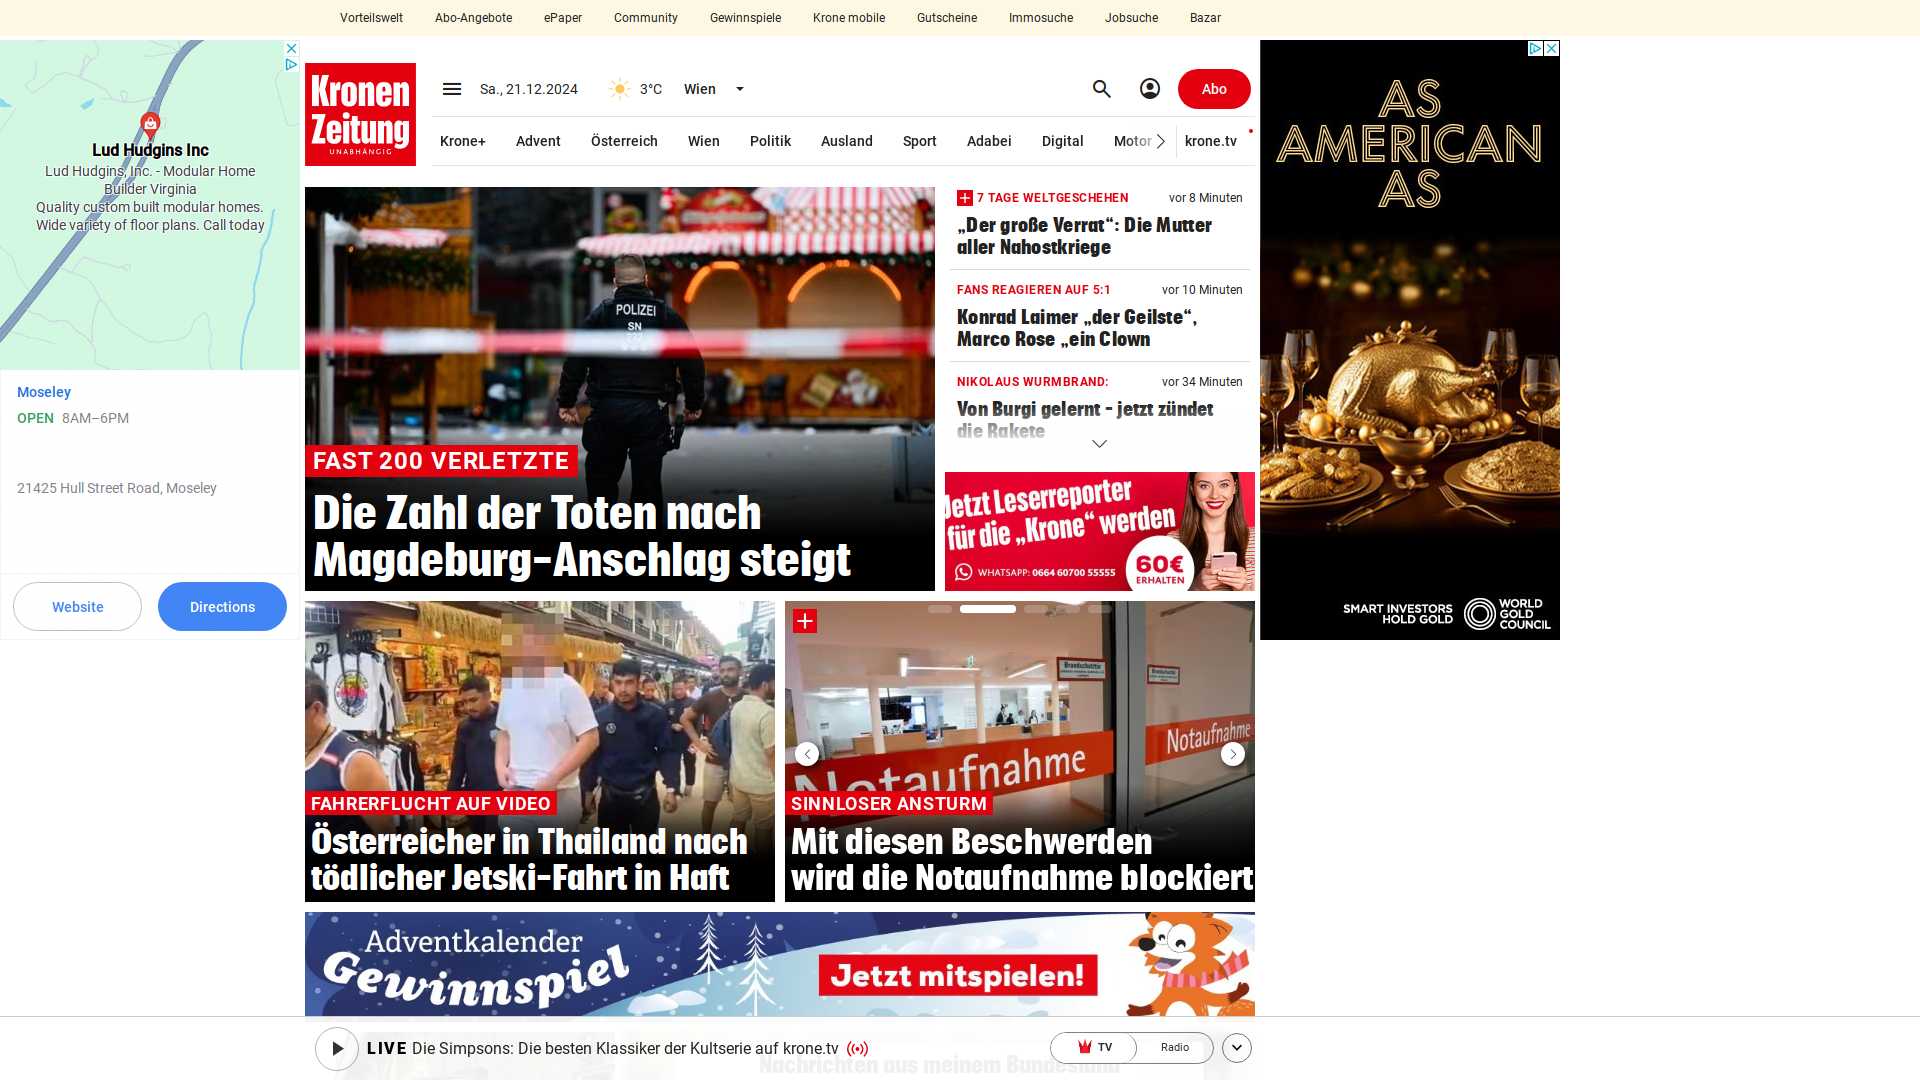 Vorteilswelt Abo-Angebote ePaper Community Gewinnspiele Krone mobile Gutscheine Immosuche Jobsuche Bazar
Kronen
Zeitung
UNABHÄNGIG
Sa., 21.12.2024 3°C Wien Abo
Krone+ Advent Österreich Wien Politik Ausland Sport Adabei Digital Motor krone.tv
Lud Hudgins Inc
Lud Hudgins, Inc. - Modular Home
Builder Virginia
Quality custom built modular homes.
Wide variety of floor plans. Call today
Moseley
OPEN 8AM–6PM
21425 Hull Street Road, Moseley
Website Directions
POLIZEI
SN
FAST 200 VERLETZTE
Die Zahl der Toten nach
Magdeburg-Anschlag steigt
7 TAGE WELTGESCHEHEN vor 8 Minuten
„Der große Verrat“: Die Mutter
aller Nahostkriege
FANS REAGIEREN AUF 5:1 vor 10 Minuten
Konrad Laimer „der Geilste“,
Marco Rose „ein Clown
NIKOLAUS WURMBRAND: vor 34 Minuten
Von Burgi gelernt – jetzt zündet
die Rakete
Jetzt Leserreporter
für die „Krone“ werden
WHATSAPP: 0664 60700 55555
60€
ERHALTEN
AS
AMERICAN
AS
SMART INVESTORS
HOLD GOLD
WORLD
GOLD
COUNCIL
FAHRERFLUCHT AUF VIDEO
Österreicher in Thailand nach
tödlicher Jetski-Fahrt in Haft
Notaufnahme
Notaufnahme
SINNLOSER ANSTURM
Mit diesen Beschwerden
wird die Notaufnahme blockiert
Adventkalender
Gewinnspiel
Jetzt mitspielen!
LIVE Die Simpsons: Die besten Klassiker der Kultserie auf krone.tv
TV Radio
Nachrichten aus meinem Bundesland